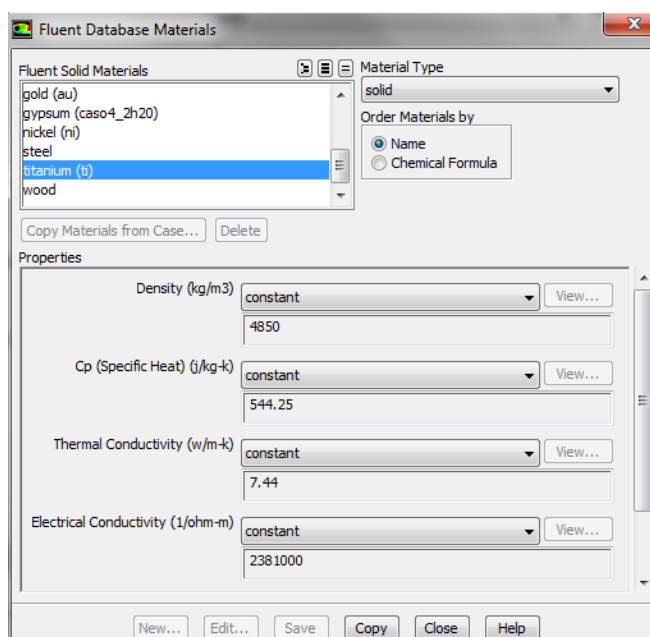 Fluent Database Materials
Fluent Solid Materials
gold (au)
gypsum (caso4_2h20)
nickel (ni)
steel
titanium (ti)
wood
Material Type
solid
Order Materials by
Name
Chemical Formula
Copy Materials from Case... Delete
Properties
Density (kg/m3) constant View...
4850
Cp (Specific Heat) (j/kg-k) constant View...
544.25
Thermal Conductivity (w/m-k) constant View...
7.44
Electrical Conductivity (1/ohm-m) constant View...
2381000
New... Edit... Save Copy Close Help